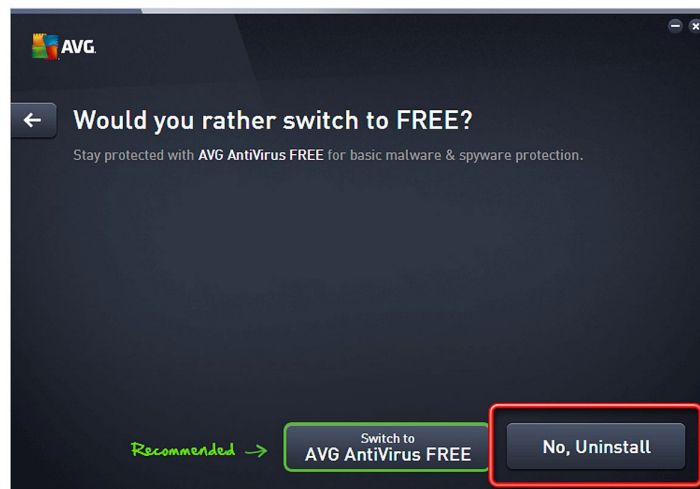 AVG.
Would you rather switch to FREE?
Stay protected with AVG AntiVirus FREE for basic malware & spyware protection.
Recommended
Switch to
AVG AntiVirus FREE
No, Uninstall